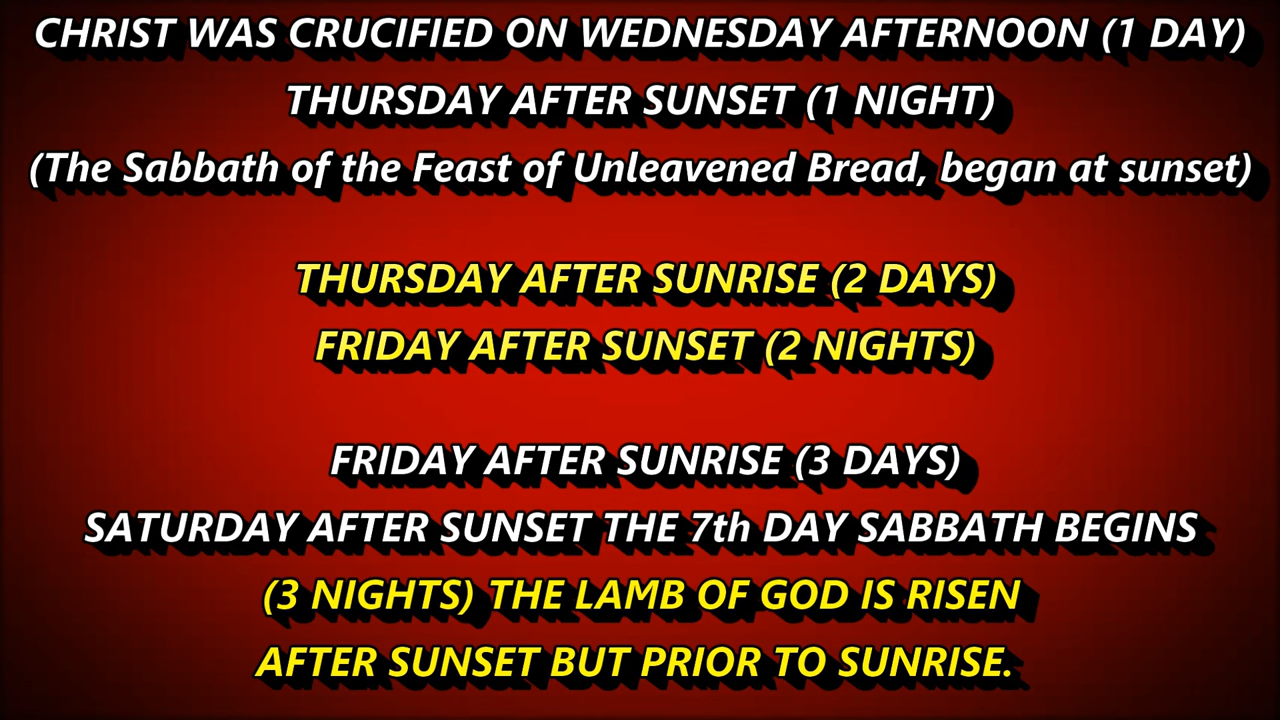 CHRIST WAS CRUCIFIED ON WEDNESDAY AFTERNOON (1 DAY)
THURSDAY AFTER SUNSET (1 NIGHT)
(The Sabbath of the Feast of Unleavened Bread, began at sunset)
THURSDAY AFTER SUNRISE (2 DAYS)
FRIDAY AFTER SUNSET (2 NIGHTS)
FRIDAY AFTER SUNRISE (3 DAYS)
SATURDAY AFTER SUNSET THE 7th DAY SABBATH BEGINS
(3 NIGHTS) THE LAMB OF GOD IS RISEN
AFTER SUNSET BUT PRIOR TO SUNRISE.